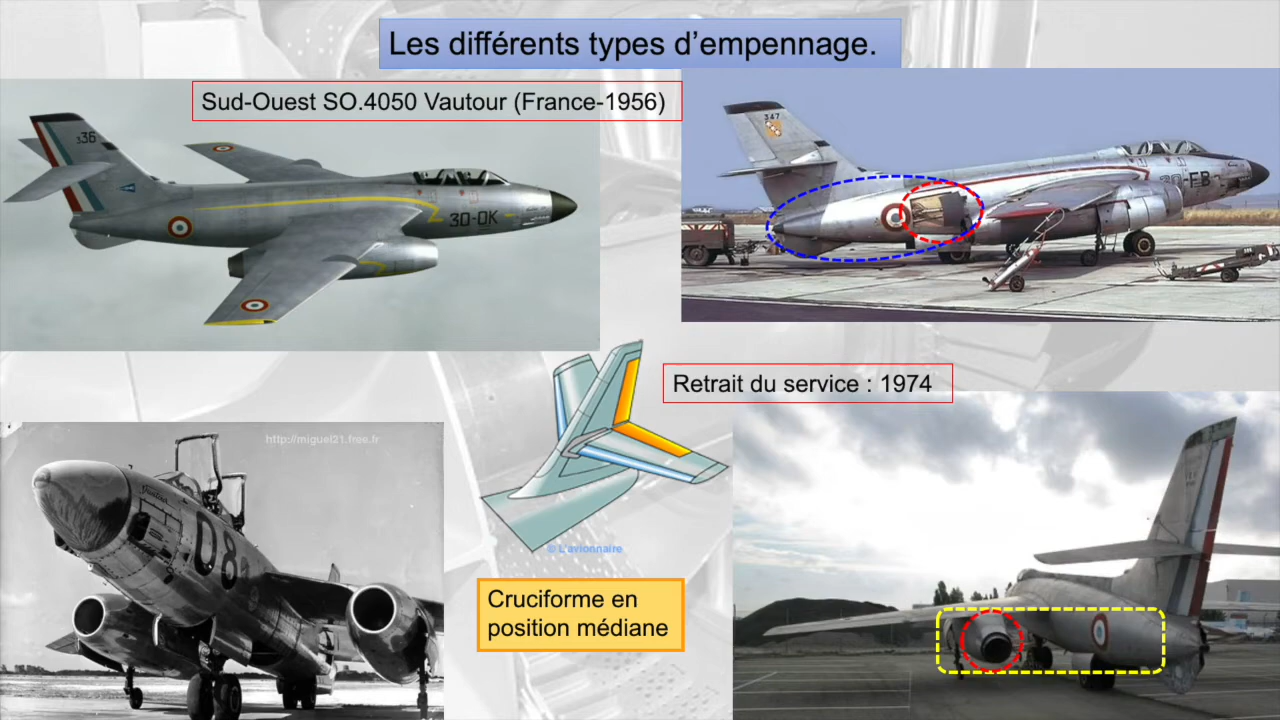 Les différents types d’empennage.
Sud-Ouest SO.4050 Vautour (France-1956)
336
30-OK
347
30-FB
Retrait du service : 1974
http://miguel21.free.fr
08
© L'avionnaire
Cruciforme en
position médiane